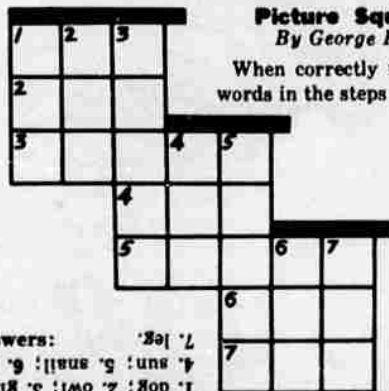 Picture Squ
By George
When correctly
words in the steps
1 2 3
2
3 4 5
4
5 6 7
6
7
wers:
1. dog; 2. owl; 3. gi
4. sun; 5. snail; 6.
7. leg.